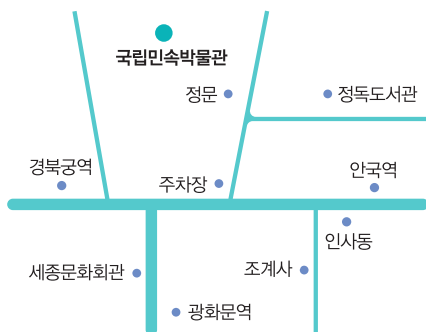 국립민속박물관
정문
정독도서관
경북궁역
주차장
안국역
인사동
세종문화회관
조계사
광화문역